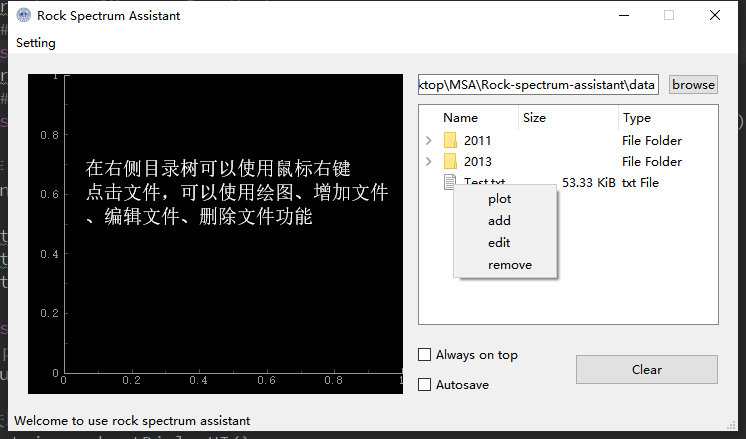 Rock Spectrum Assistant
Setting
ktop\MSA\Rock-spectrum-assistant\data
browse
Name Size Type
2011 File Folder
2013 File Folder
Test.txt 53.33 KiB txt File
plot
add
edit
remove
1
0.8
0.6
0.4
0.2
0
0 0.2 0.4 0.6 0.8 1
在右侧目录树可以使用鼠标右键
点击文件，可以使用绘图、增加文件
、编辑文件、删除文件功能
Always on top
Autosave
Clear
Welcome to use rock spectrum assistant